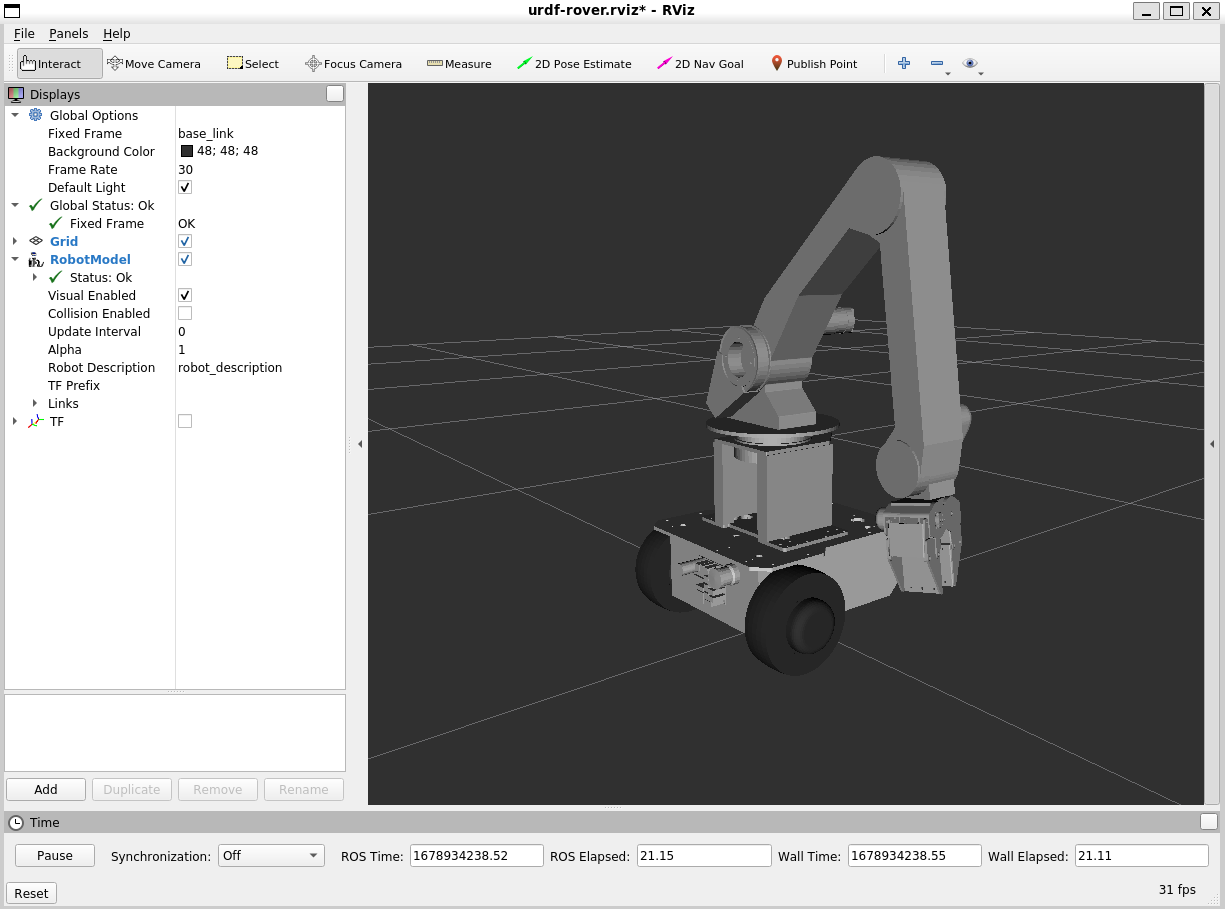 urdf-rover.rviz* - RViz
File Panels Help
Interact Move Camera Select Focus Camera Measure 2D Pose Estimate 2D Nav Goal Publish Point
Displays
Global Options
Fixed Frame base_link
Background Color 48; 48; 48
Frame Rate 30
Default Light
Global Status: Ok
Fixed Frame OK
Grid
RobotModel
Status: Ok
Visual Enabled
Collision Enabled
Update Interval 0
Alpha 1
Robot Description robot_description
TF Prefix
Links
TF
Add Duplicate Remove Rename
Time
Pause Synchronization: Off ROS Time: 1678934238.52 ROS Elapsed: 21.15 Wall Time: 1678934238.55 Wall Elapsed: 21.11
Reset 31 fps